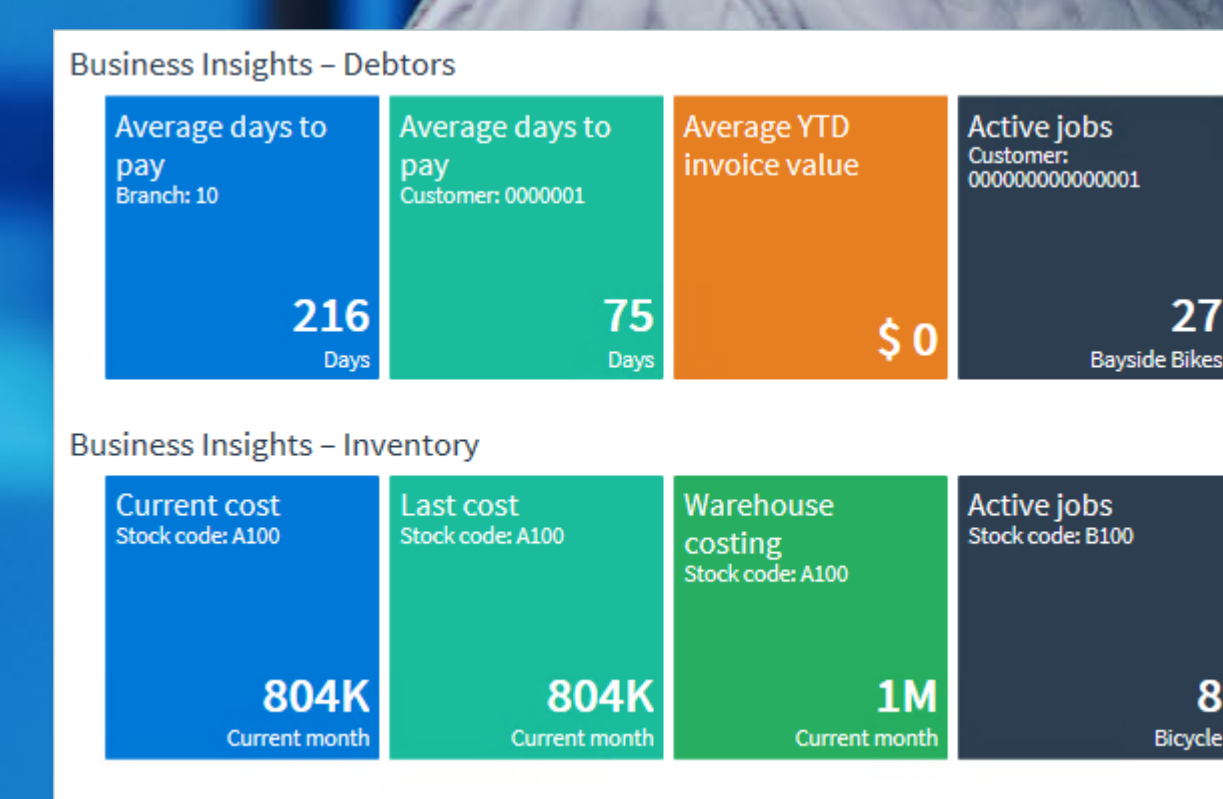 Business Insights – Debtors
Average days to
pay
Branch: 10
216
Days
Average days to
pay
Customer: 0000001
75
Days
Average YTD
invoice value
$ 0
Active jobs
Customer:
000000000000001
27
Bayside Bikes
Business Insights – Inventory
Current cost
Stock code: A100
804K
Current month
Last cost
Stock code: A100
804K
Current month
Warehouse
costing
Stock code: A100
1M
Current month
Active jobs
Stock code: B100
8
Bicycle